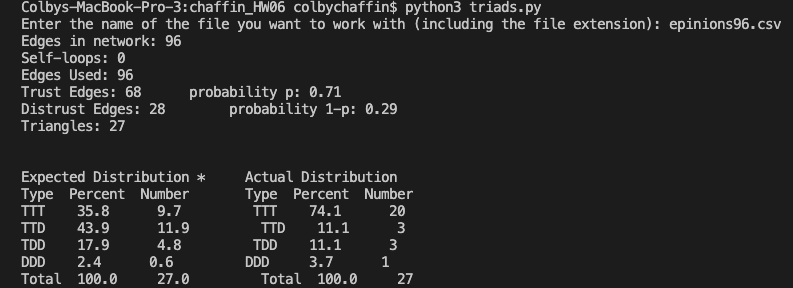 Colbys-MacBook-Pro-3:chaffin_HW06 colbychaffin$ python3 triads.py
Enter the name of the file you want to work with (including the file extension): epinions96.csv
Edges in network: 96
Self-loops: 0
Edges Used: 96
Trust Edges: 68      probability p: 0.71
Distrust Edges: 28        probability 1-p: 0.29
Triangles: 27
Expected Distribution *     Actual Distribution
Type  Percent  Number       Type  Percent  Number
TTT    35.8      9.7         TTT    74.1     20
TTD    43.9     11.9          TTD    11.1      3
TDD    17.9      4.8         TDD    11.1     3
DDD    2.4      0.6         DDD    3.7      1
Total  100.0     27.0         Total  100.0     27